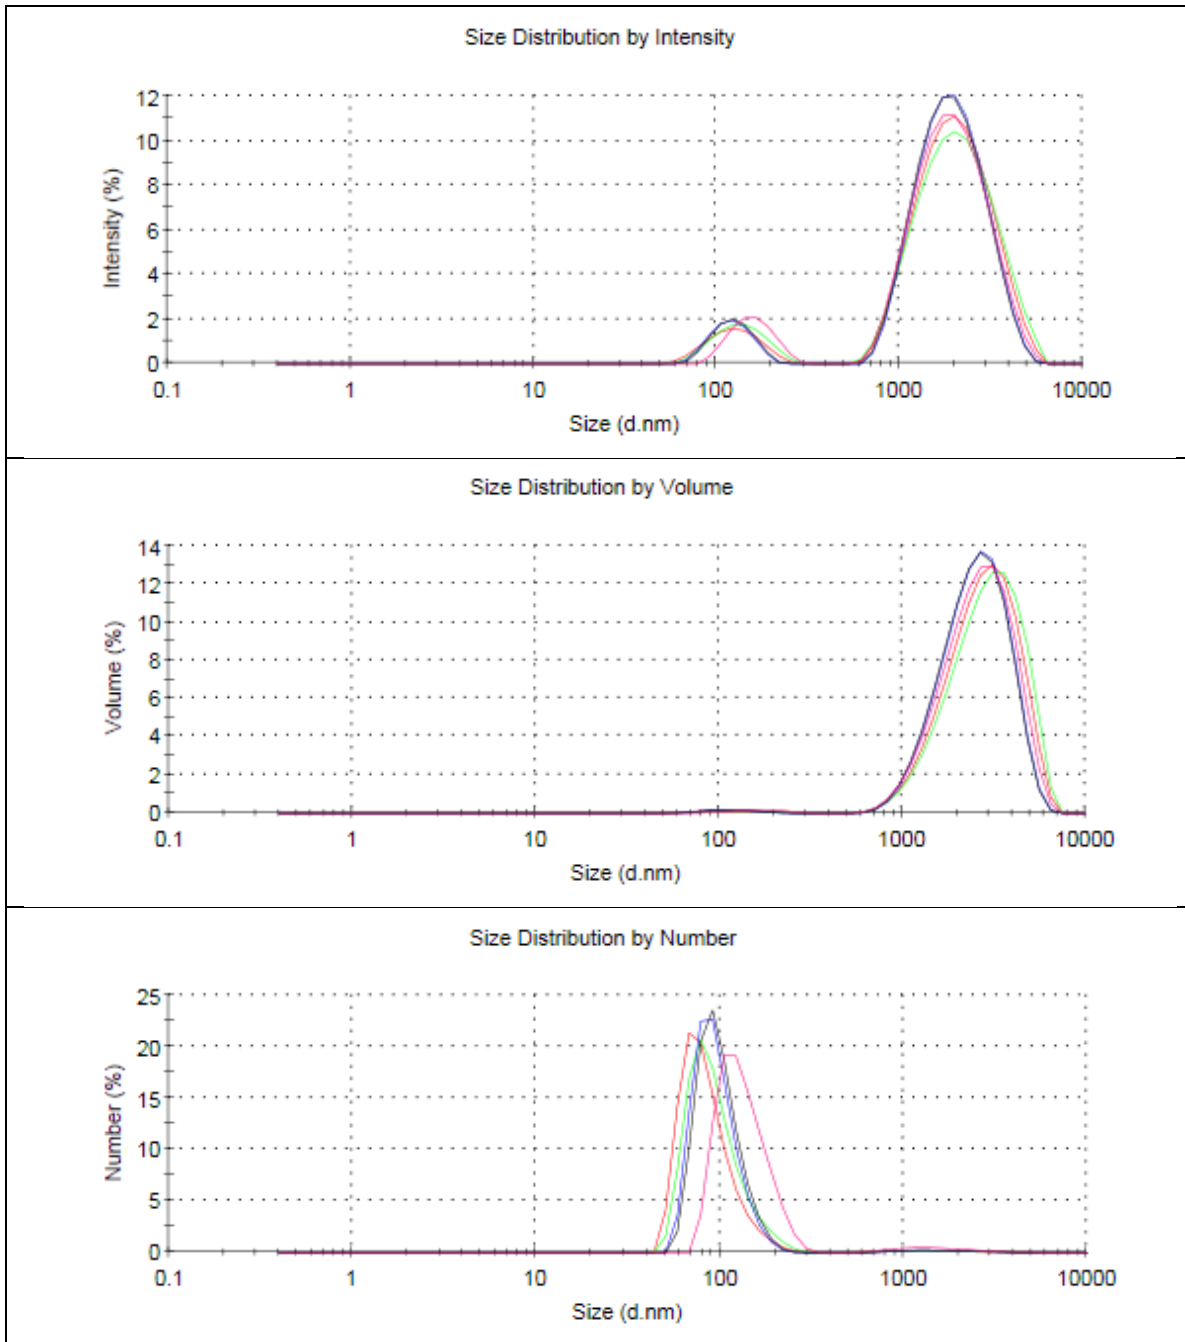 Size Distribution by Intensity
12
10
8
6
4
2
0
Intensity (%)
0.1 1 10 100 1000 10000
Size (d.nm)
Size Distribution by Volume
14
12
10
8
6
4
2
0
Volume (%)
0.1 1 10 100 1000 10000
Size (d.nm)
Size Distribution by Number
25
20
15
10
5
0
Number (%)
0.1 1 10 100 1000 10000
Size (d.nm)